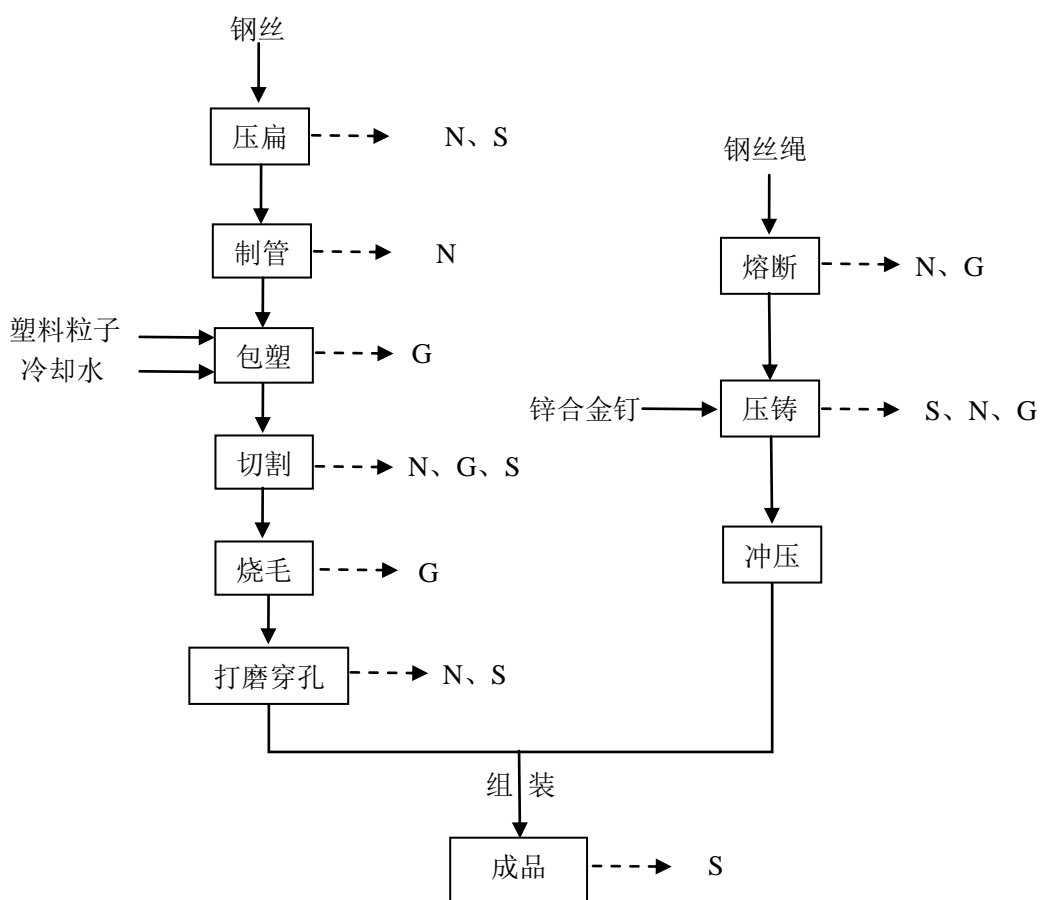 钢丝
压扁
N、S
制管
N
塑料粒子
冷却水
包塑
G
切割
N、G、S
烧毛
G
打磨穿孔
N、S
钢丝绳
熔断
N、G
锌合金钉
压铸
S、N、G
冲压
组 装
成品
S